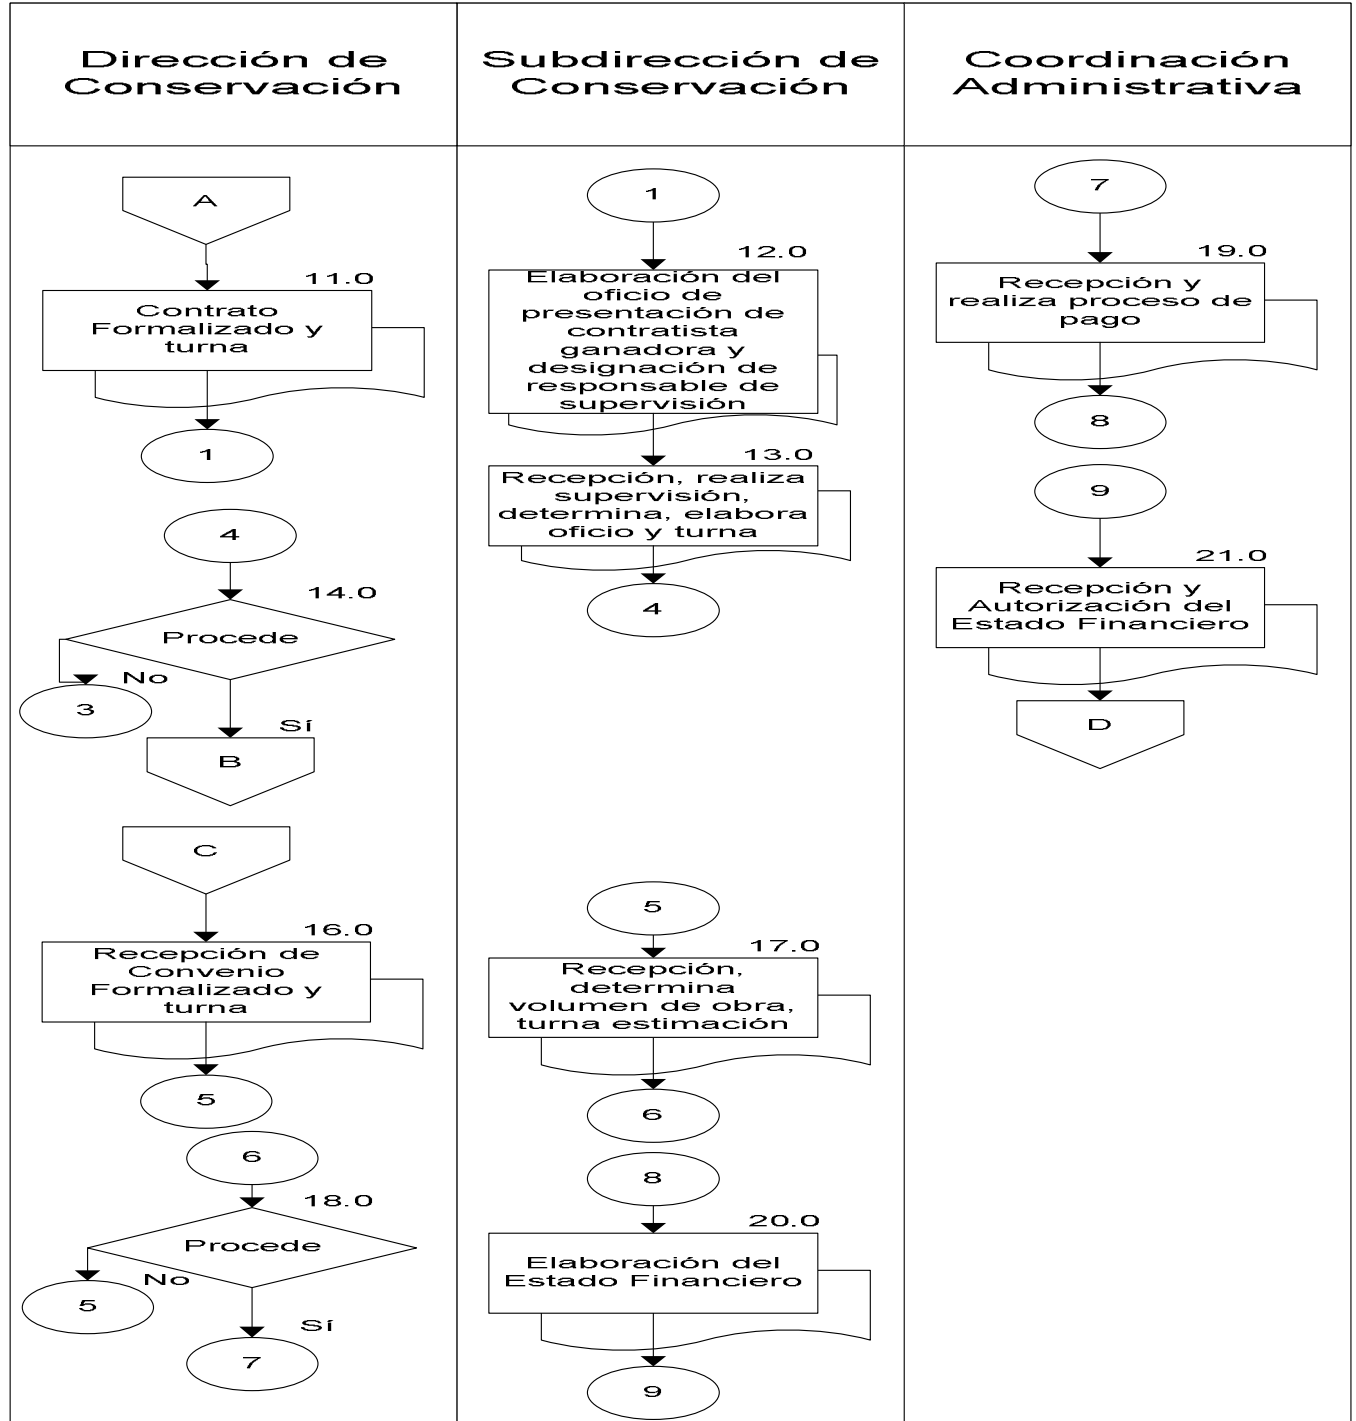 Dirección de
Conservación
Subdirección de
Conservación
Coordinación
Administrativa
A
11.0
Contrato
Formalizado y
turna
1
4
14.0
Procede
No
3
Sí
B
C
16.0
Recepción de
Convenio
Formalizado y
turna
5
6
18.0
Procede
No
5
Sí
7
1
12.0
Elaboración del
oficio de
presentación de
contratista
ganadora y
designación de
responsable de
supervisión
13.0
Recepción, realiza
supervisión,
determina, elabora
oficio y turna
4
5
17.0
Recepción,
determina
volumen de obra,
turna estimación
6
8
20.0
Elaboración del
Estado Financiero
9
7
19.0
Recepción y
realiza proceso de
pago
8
9
21.0
Recepción y
Autorización del
Estado Financiero
D